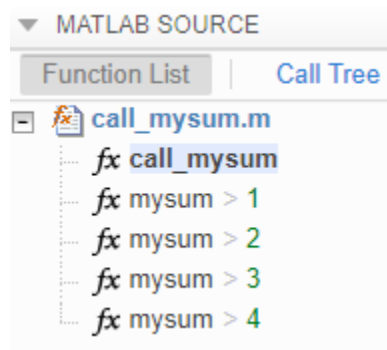 MATLAB SOURCE
Function List Call Tree
call_mysum.m
fx call_mysum
fx mysum > 1
fx mysum > 2
fx mysum > 3
fx mysum > 4